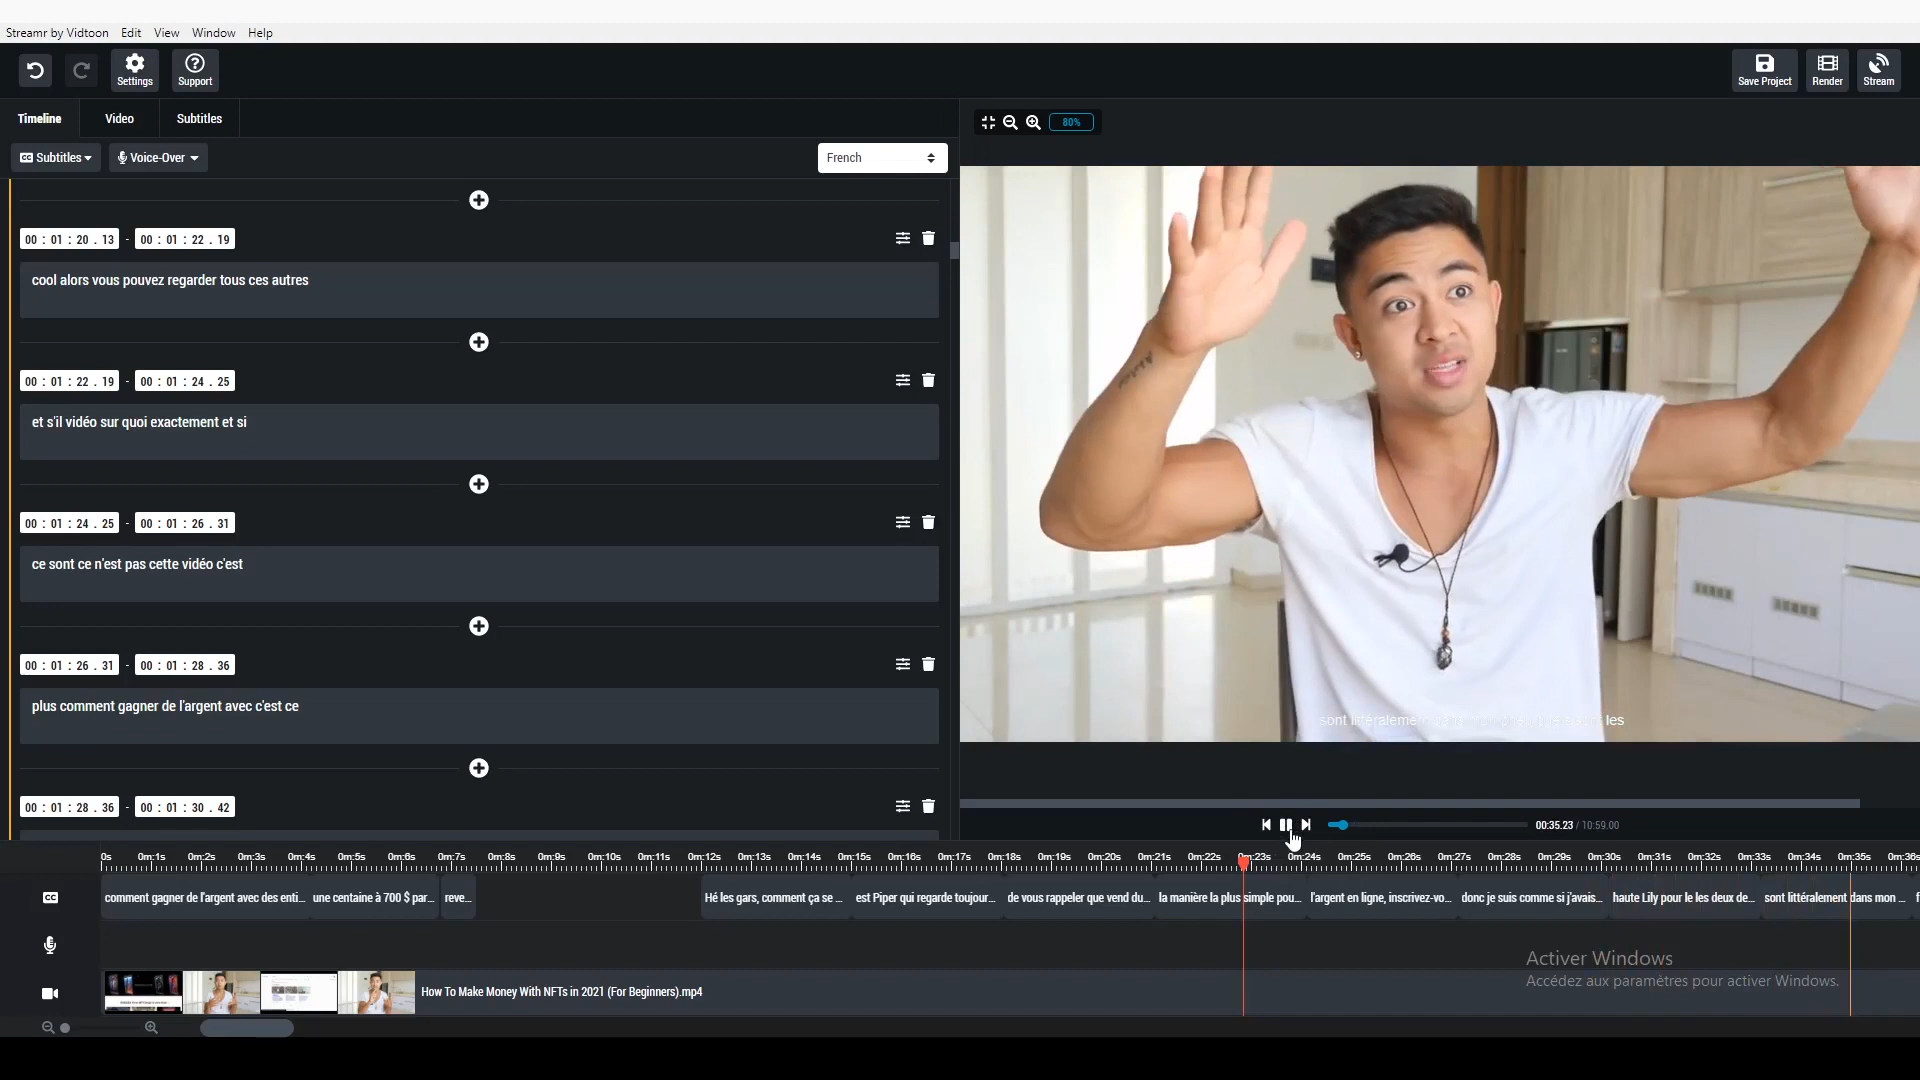 Streamr by Vidtoon Edit View Window Help
Settings Support Save Project Render Stream
Timeline Video Subtitles
80%
CC Subtitles Voice-Over French
00 : 01 : 20 . 13 - 00 : 01 : 22 . 19
cool alors vous pouvez regarder tous ces autres
00 : 01 : 22 . 19 - 00 : 01 : 24 . 25
et s'il vidéo sur quoi exactement et si
00 : 01 : 24 . 25 - 00 : 01 : 26 . 31
ce sont ce n'est pas cette vidéo c'est
00 : 01 : 26 . 31 - 00 : 01 : 28 . 36
plus comment gagner de l'argent avec c'est ce
00 : 01 : 28 . 36 - 00 : 01 : 30 . 42
sont les
00:35.23 / 10:59.00
0s 0m:1s 0m:2s 0m:3s 0m:4s 0m:5s 0m:6s 0m:7s 0m:8s 0m:9s 0m:10s 0m:11s 0m:12s 0m:13s 0m:14s 0m:15s 0m:16s 0m:17s 0m:18s 0m:19s 0m:20s 0m:21s 0m:22s 0m:23s 0m:24s 0m:25s 0m:26s 0m:27s 0m:28s 0m:29s 0m:30s 0m:31s 0m:32s 0m:33s 0m:34s 0m:35s 0m:36s
CC comment gagner de l'argent avec des enti... une centaine à 700 $ par... reve... Hé les gars, comment ça se ... est Piper qui regarde toujour... de vous rappeler que vend du... la manière la plus simple pou... l'argent en ligne, inscrivez-vo... donc je suis comme si j'avais... haute Lily pour le les deux de... sont littéralement dans mon ...
Activer Windows
Accédez aux paramètres pour activer Windows.
How To Make Money With NFTs in 2021 (For Beginners).mp4